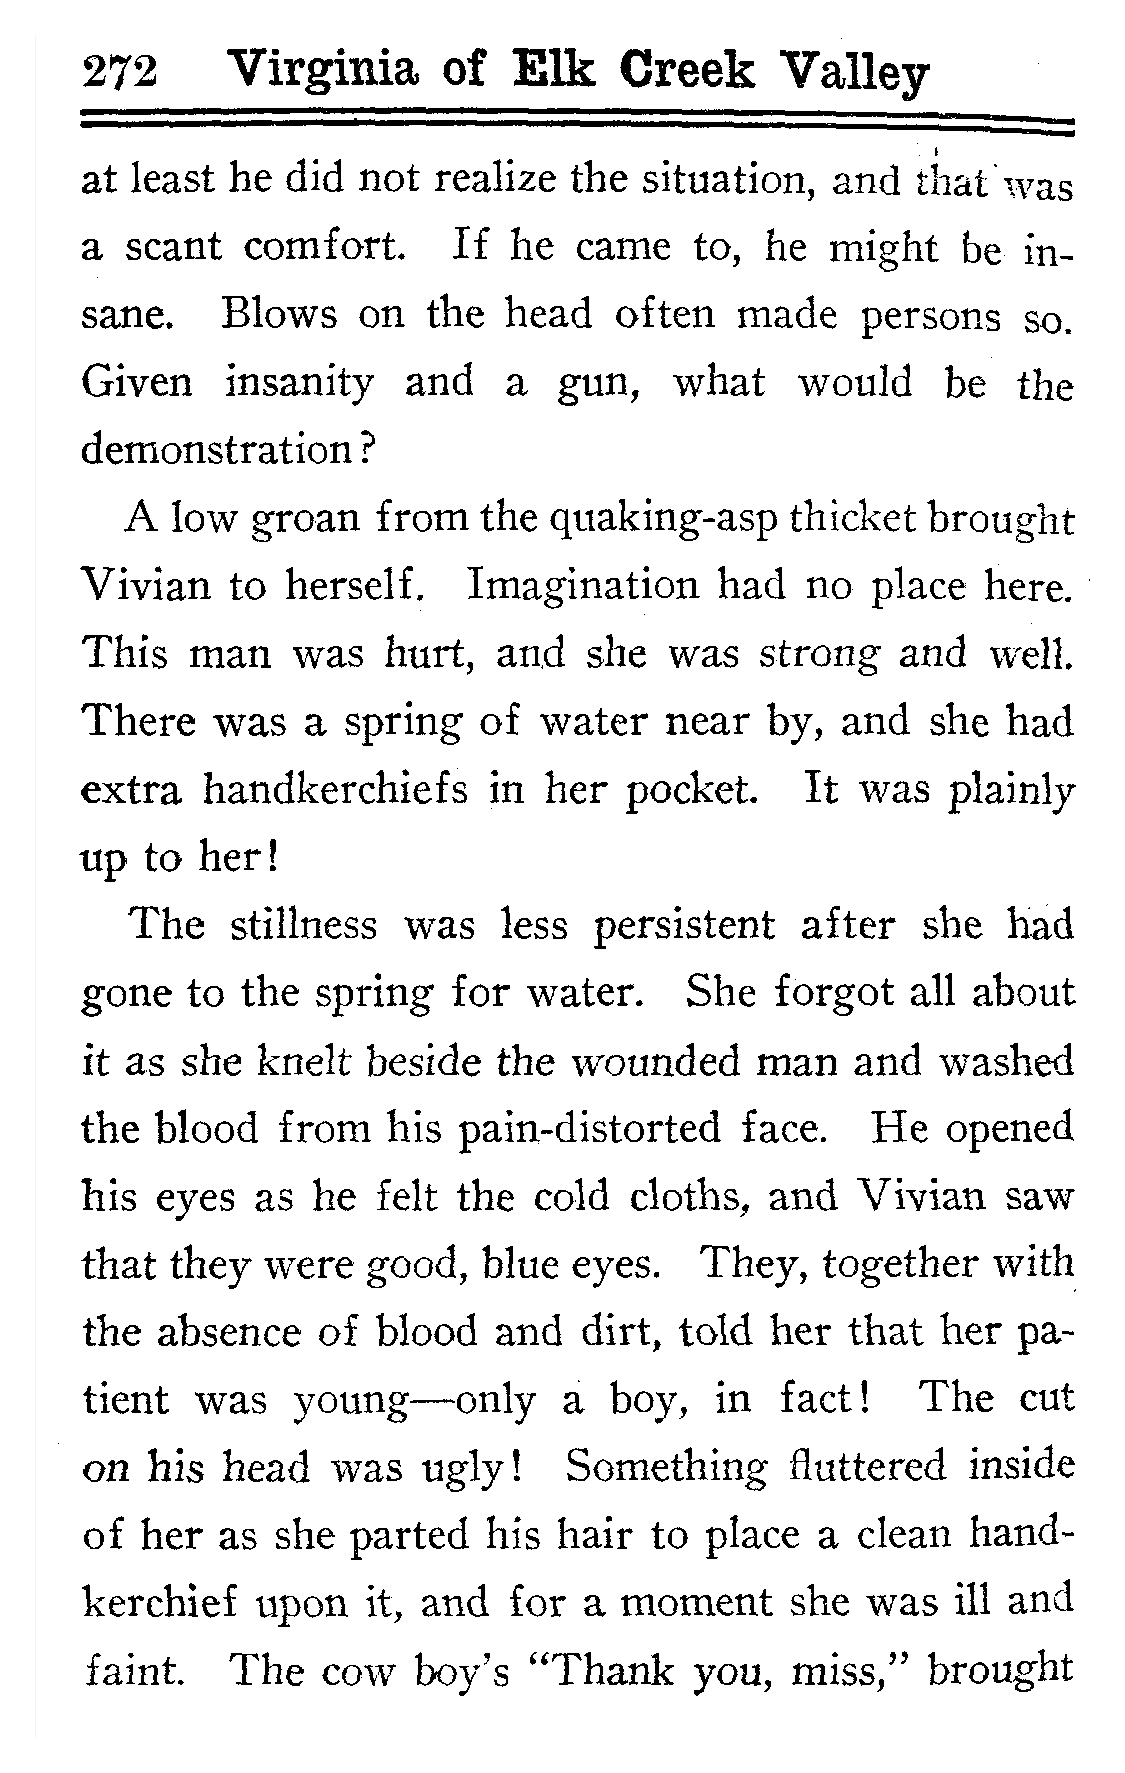 272 Virginia of Elk Creek Valley
at least he did not realize the situation, and that was
a scant comfort. If he came to, he might be in-
sane. Blows on the head often made persons so.
Given insanity and a gun, what would be the
demonstration?
A low groan from the quaking-asp thicket brought
Vivian to herself. Imagination had no place here.
This man was hurt, and she was strong and well.
There was a spring of water near by, and she had
extra handkerchiefs in her pocket. It was plainly
up to her!
The stillness was less persistent after she had
gone to the spring for water. She forgot all about
it as she knelt beside the wounded man and washed
the blood from his pain-distorted face. He opened
his eyes as he felt the cold cloths, and Vivian saw
that they were good, blue eyes. They, together with
the absence of blood and dirt, told her that her pa-
tient was young—only a boy, in fact! The cut
on his head was ugly! Something fluttered inside
of her as she parted his hair to place a clean hand-
kerchief upon it, and for a moment she was ill and
faint. The cow boy's "Thank you, miss," brought